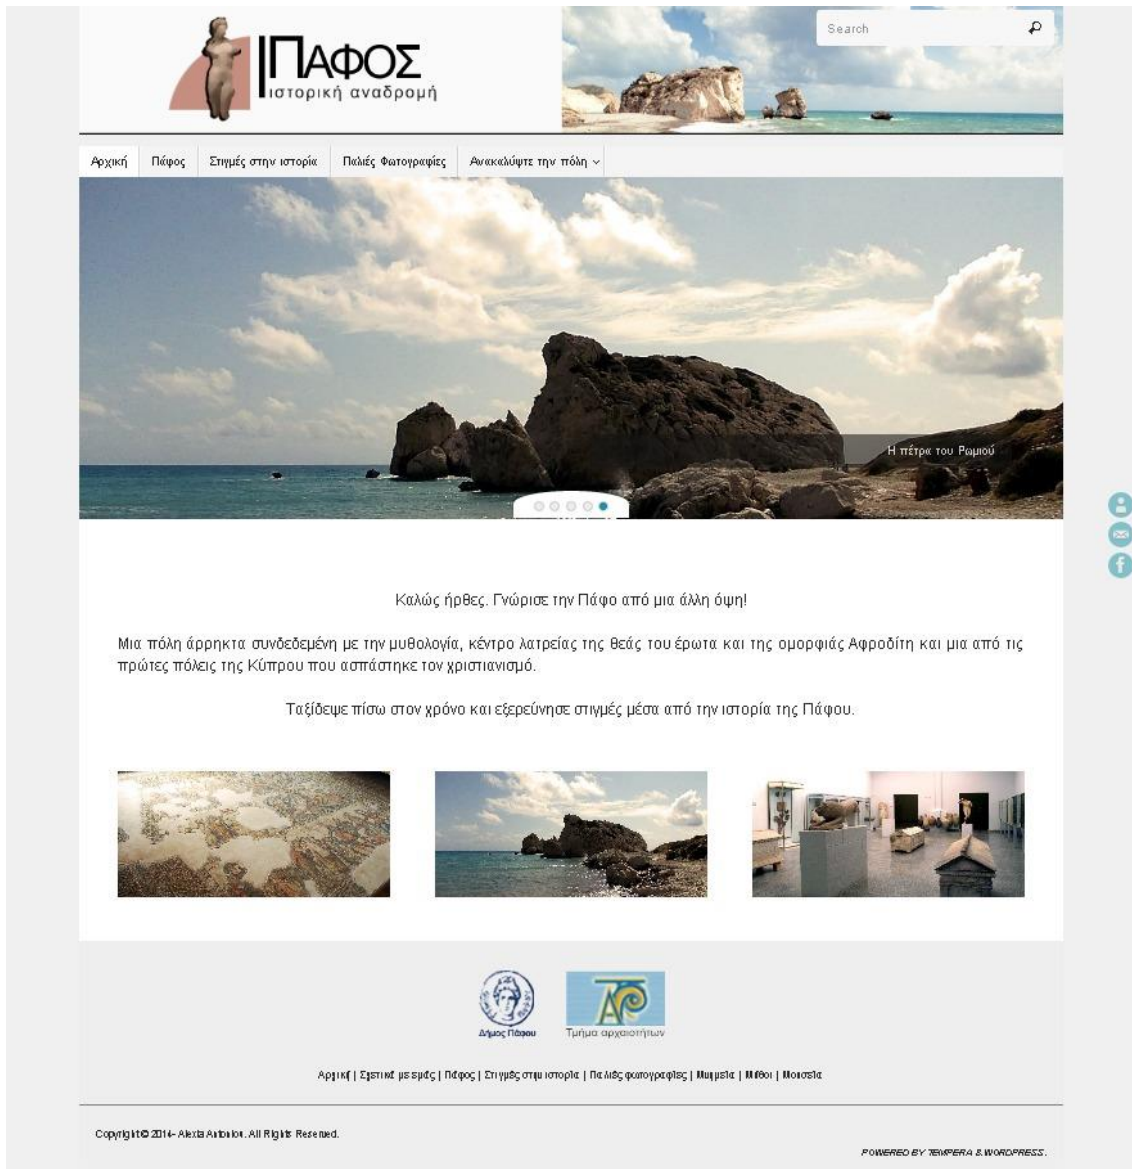 Search
ΠΑΦΟΣ
ιστορική αναδρομή
Αρχική Πάφος Στιγμές στην ιστορία Παλιές Φωτογραφίες Ανακαλύψτε την πόλη
Η πέτρα του Ρωμιού
Καλώς ήρθες. Γνώρισε την Πάφο από μια άλλη όψη!
Μια πόλη άρρηκτα συνδεδεμένη με την μυθολογία, κέντρο λατρείας της θεάς του έρωτα και της ομορφιάς Αφροδίτη και μια από τις
πρώτες πόλεις της Κύπρου που ασπάστηκε τον χριστιανισμό.
Ταξίδεψε πίσω στον χρόνο και εξερεύνησε στιγμές μέσα από την ιστορία της Πάφου.
Δήμος Πάφου Τμήμα αρχαιοτήτων
Αρχική | Σχετικά με εμάς | Πάφος | Στιγμές στην ιστορία | Παλιές φωτογραφίες | Μνημεία | Μύθοι | Μουσεία
Copyright © 2014- Alexia Antoniou. All Rights Reserved.
POWERED BY TEMPERA & WORDPRESS.